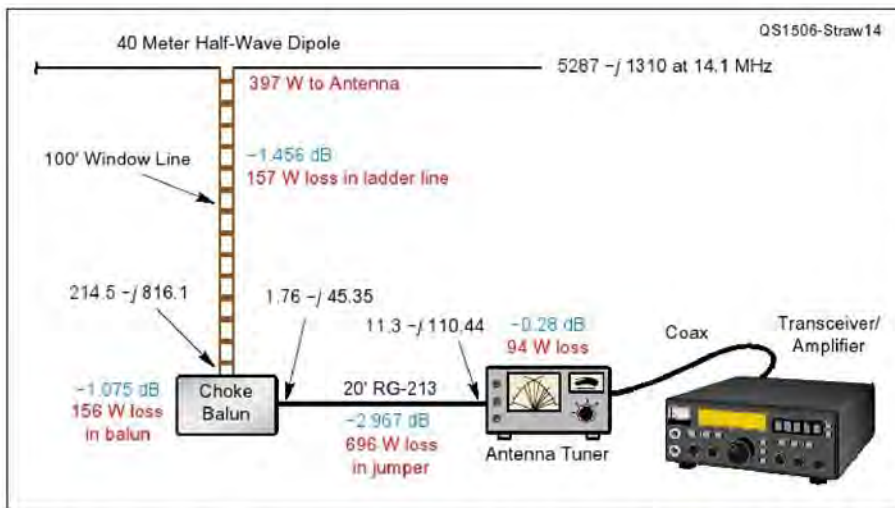 QS1506-Straw14
40 Meter Half-Wave Dipole
5287 –j 1310 at 14.1 MHz
397 W to Antenna
100' Window Line
–1.456 dB
157 W loss in ladder line
214.5 –j 816.1
1.76 –j 45.35
11.3 –j 110.44
–0.28 dB
94 W loss
Coax
Transceiver/
Amplifier
–1.075 dB
156 W loss
in balun
Choke
Balun
20' RG-213
–2.967 dB
696 W loss
in jumper
Antenna Tuner